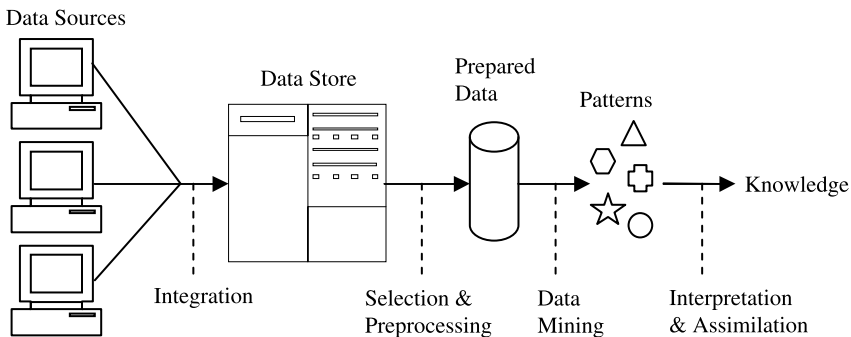 Data Sources
Data Store
Prepared
Data
Patterns
Knowledge
Integration
Selection &
Preprocessing
Data
Mining
Interpretation
& Assimilation